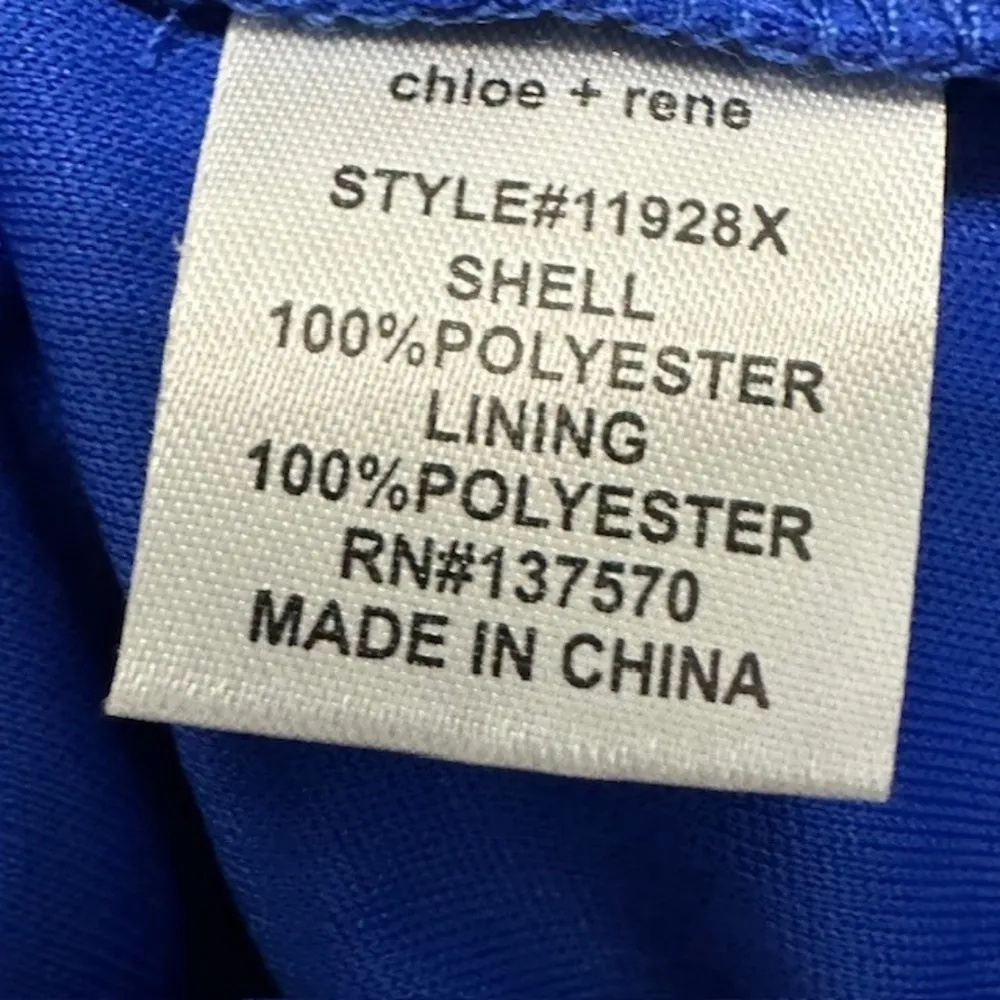 chloe + rene
STYLE#11928X
SHELL
100%POLYESTER
LINING
100%POLYESTER
RN#137570
MADE IN CHINA